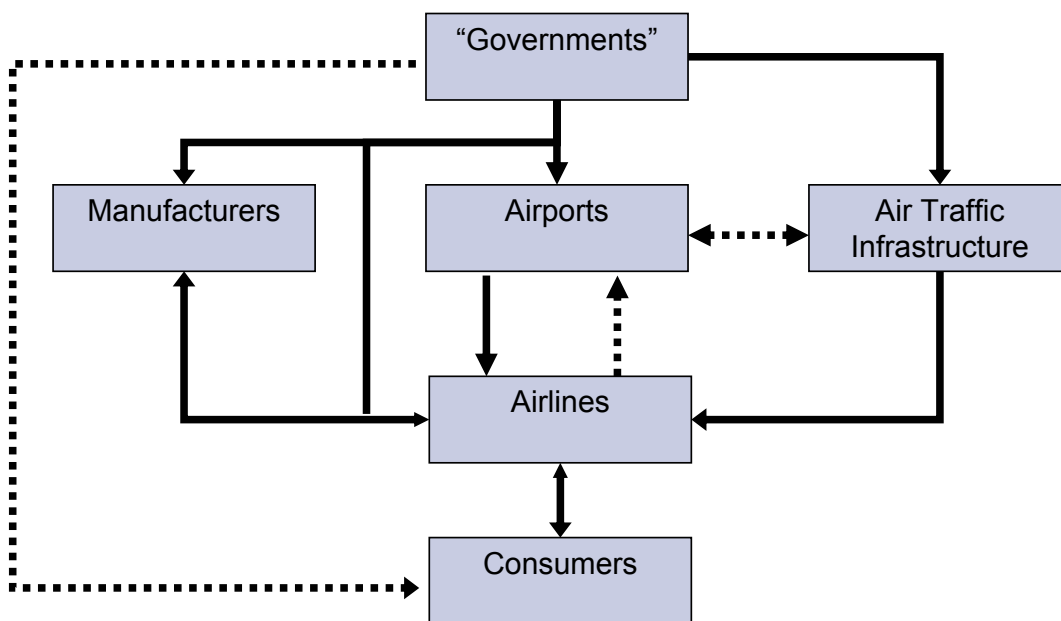 “Governments”
Manufacturers
Airports
Air Traffic
Infrastructure
Airlines
Consumers